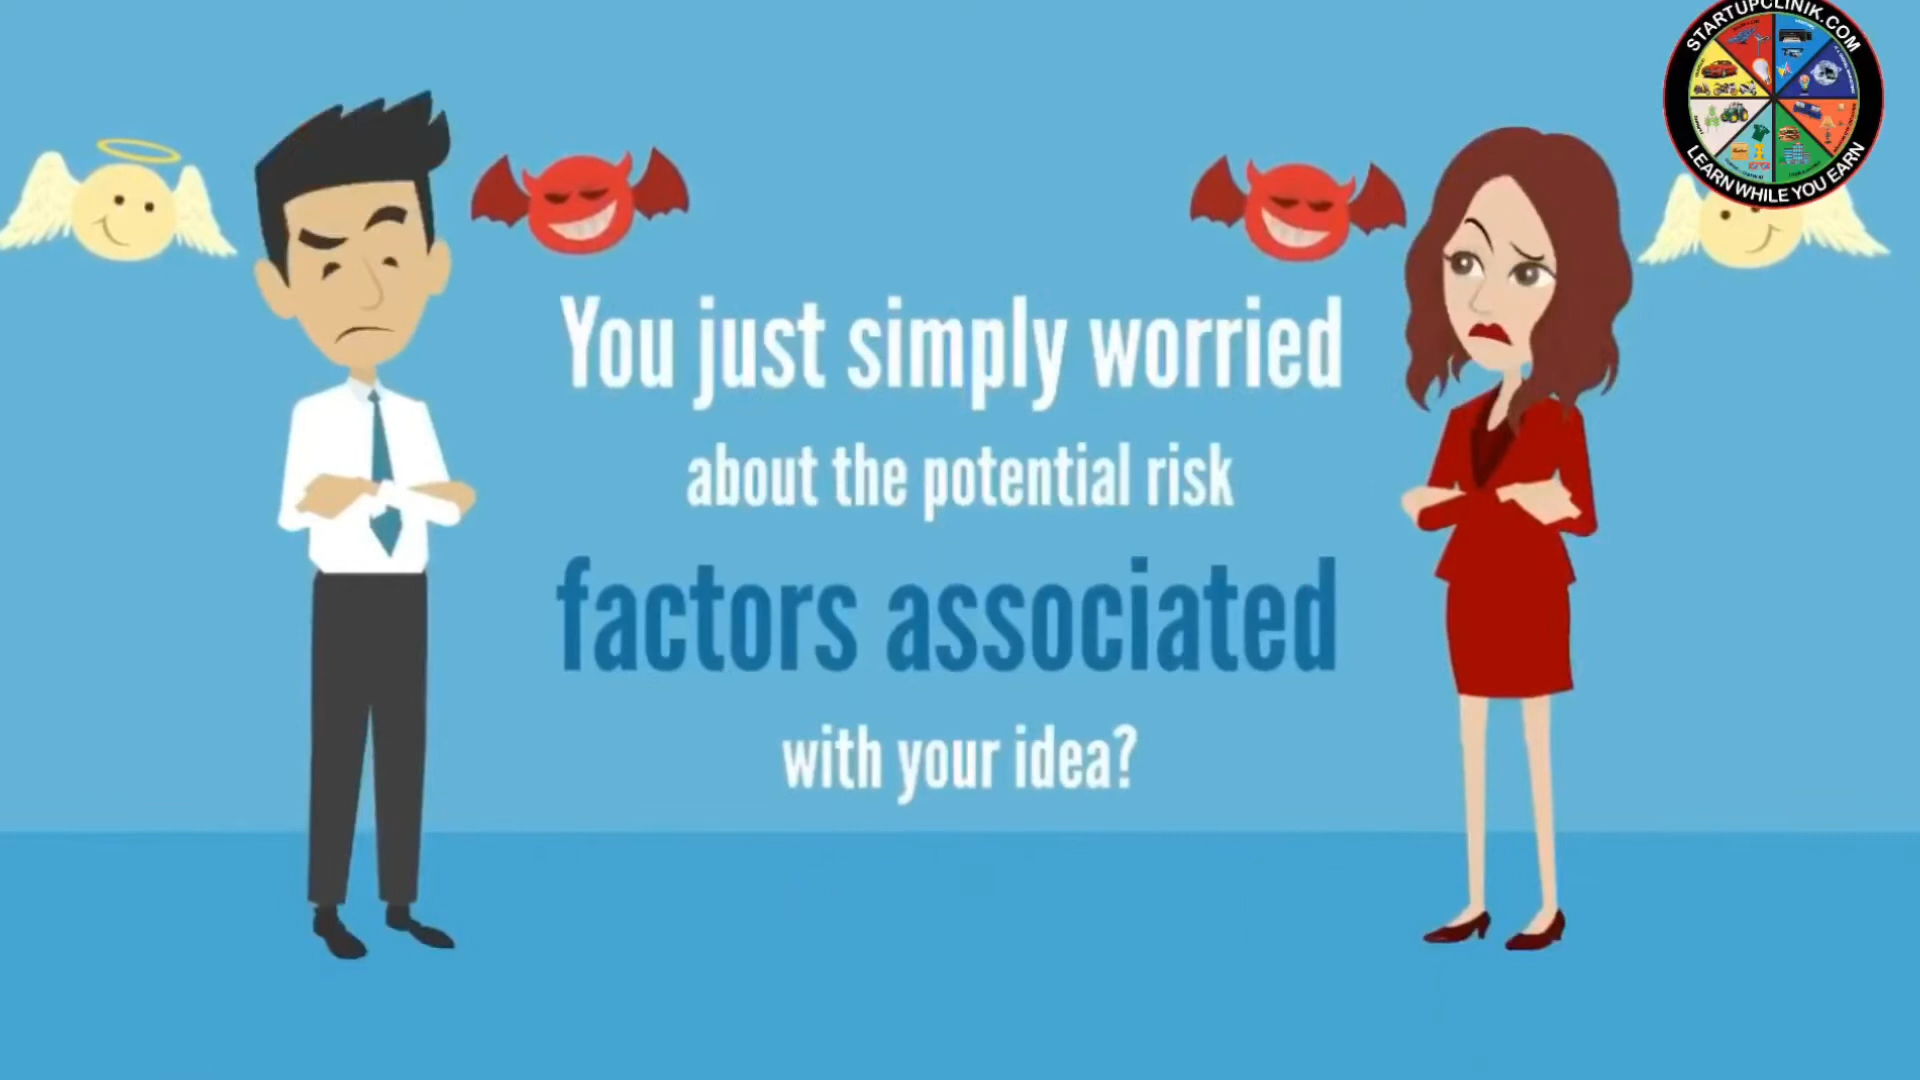 STARTUPCLINIK.COM
LEARN WHILE YOU EARN
You just simply worried
about the potential risk
factors associated
with your idea?